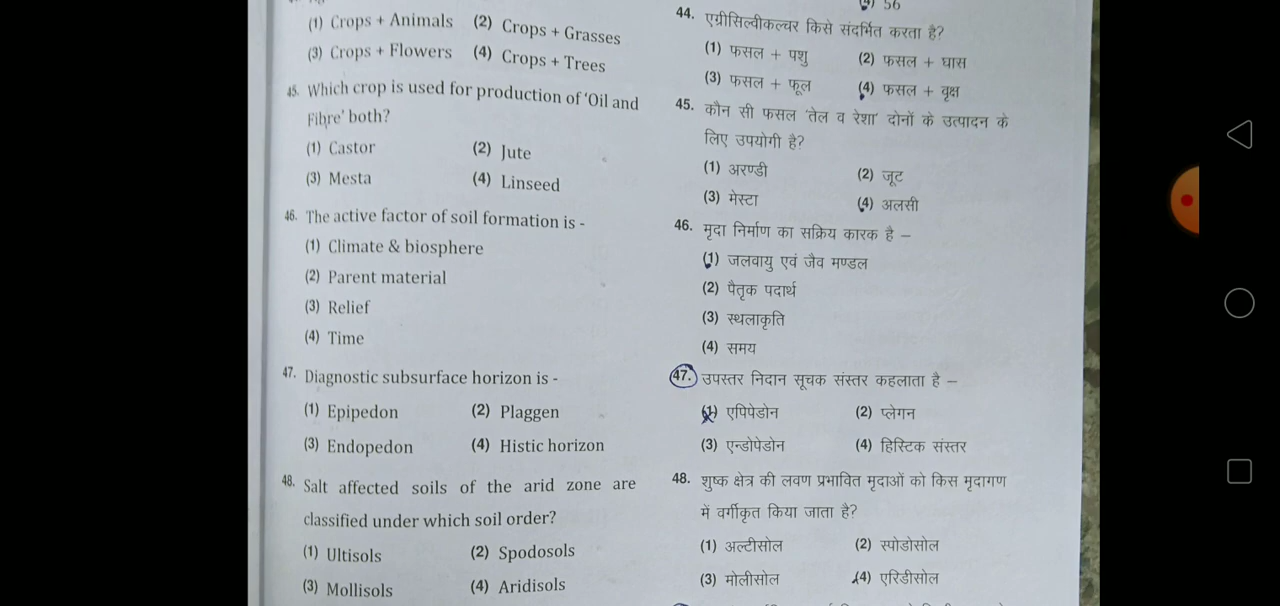 (1) Crops + Animals (2) Crops + Grasses
(3) Crops + Flowers (4) Crops + Trees
45. Which crop is used for production of 'Oil and
Fibre' both?
(1) Castor (2) Jute
(3) Mesta (4) Linseed
46. The active factor of soil formation is -
(1) Climate & biosphere
(2) Parent material
(3) Relief
(4) Time
47. Diagnostic subsurface horizon is -
(1) Epipedon (2) Plaggen
(3) Endopedon (4) Histic horizon
48. Salt affected soils of the arid zone are
classified under which soil order?
(1) Ultisols (2) Spodosols
(3) Mollisols (4) Aridisols
(4) 56
44. एग्रीसिल्वीकल्चर किसे संदर्भित करता है?
(1) फसल + पशु (2) फसल + घास
(3) फसल + फूल (4) फसल + वृक्ष
45. कौन सी फसल 'तेल व रेशा' दोनों के उत्पादन के
लिए उपयोगी है?
(1) अरण्डी (2) जूट
(3) मेस्टा (4) अलसी
46. मृदा निर्माण का सक्रिय कारक है –
(1) जलवायु एवं जैव मण्डल
(2) पैतृक पदार्थ
(3) स्थलाकृति
(4) समय
47. उपस्तर निदान सूचक संस्तर कहलाता है –
(1) एपिपेडोन (2) प्लेगन
(3) एन्डोपेडोन (4) हिस्टिक संस्तर
48. शुष्क क्षेत्र की लवण प्रभावित मृदाओं को किस मृदागण
में वर्गीकृत किया जाता है?
(1) अल्टीसोल (2) स्पोडोसोल
(3) मोलीसोल (4) एरिडीसोल